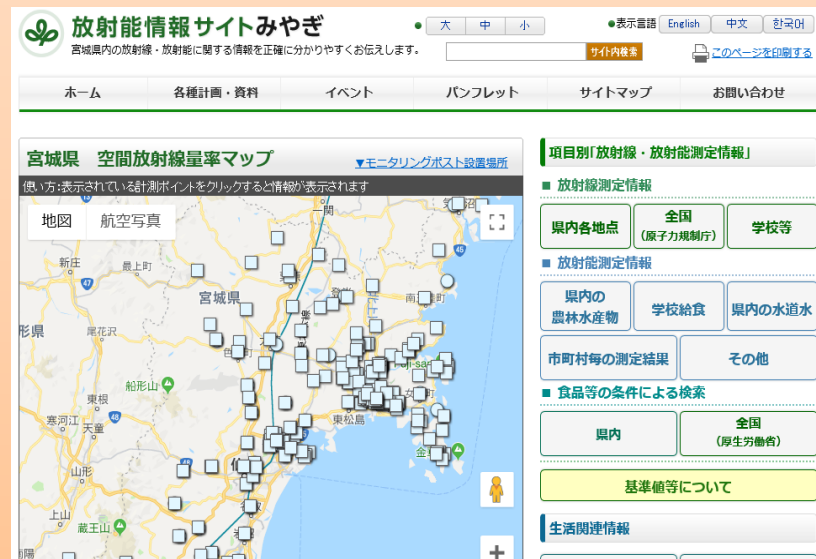 放射能情報サイトみやぎ
宮城県内の放射線・放射能に関する情報を正確に分かりやすくお伝えします。
大 中 小
●表示言語 English 中文 한국어
サイト内検索
このページを印刷する
ホーム 各種計画・資料 イベント パンフレット サイトマップ お問い合わせ
宮城県 空間放射線量率マップ
▼モニタリングポスト設置場所
使い方:表示されている計測ポイントをクリックすると情報が表示されます
地図 航空写真
一関
新庄
最上町
47
45
宮城県
尾花沢
船形山
東根
寒河江
天童
48
東松島
山形
上山
蔵王山
項目別「放射線・放射能測定情報」
■ 放射線測定情報
県内各地点
全国
(原子力規制庁)
学校等
■ 放射能測定情報
県内の
農林水産物
学校給食
県内の水道水
市町村毎の測定結果
その他
■ 食品等の条件による検索
県内
全国
(厚生労働省)
基準値等について
生活関連情報